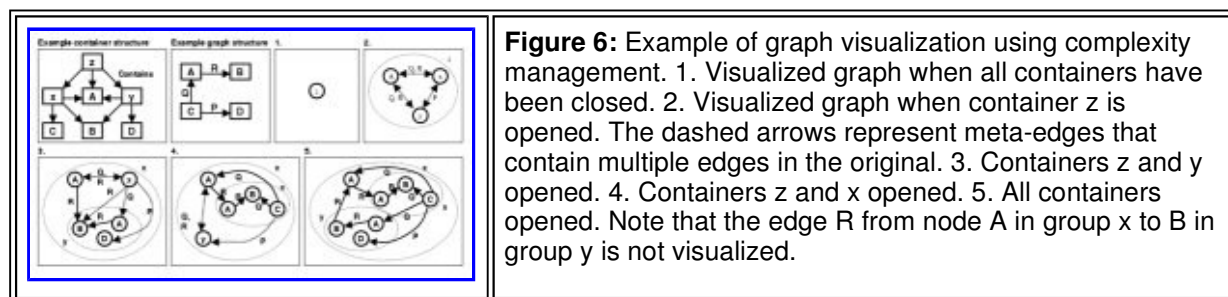 Example container structure
Example graph structure
1.
2.
z
Contains
x
A
y
C
B
D
A
R
B
Q
C
P
D
3.
4.
5.
Figure 6: Example of graph visualization using complexity
management. 1. Visualized graph when all containers have
been closed. 2. Visualized graph when container z is
opened. The dashed arrows represent meta-edges that
contain multiple edges in the original. 3. Containers z and y
opened. 4. Containers z and x opened. 5. All containers
opened. Note that the edge R from node A in group x to B in
group y is not visualized.